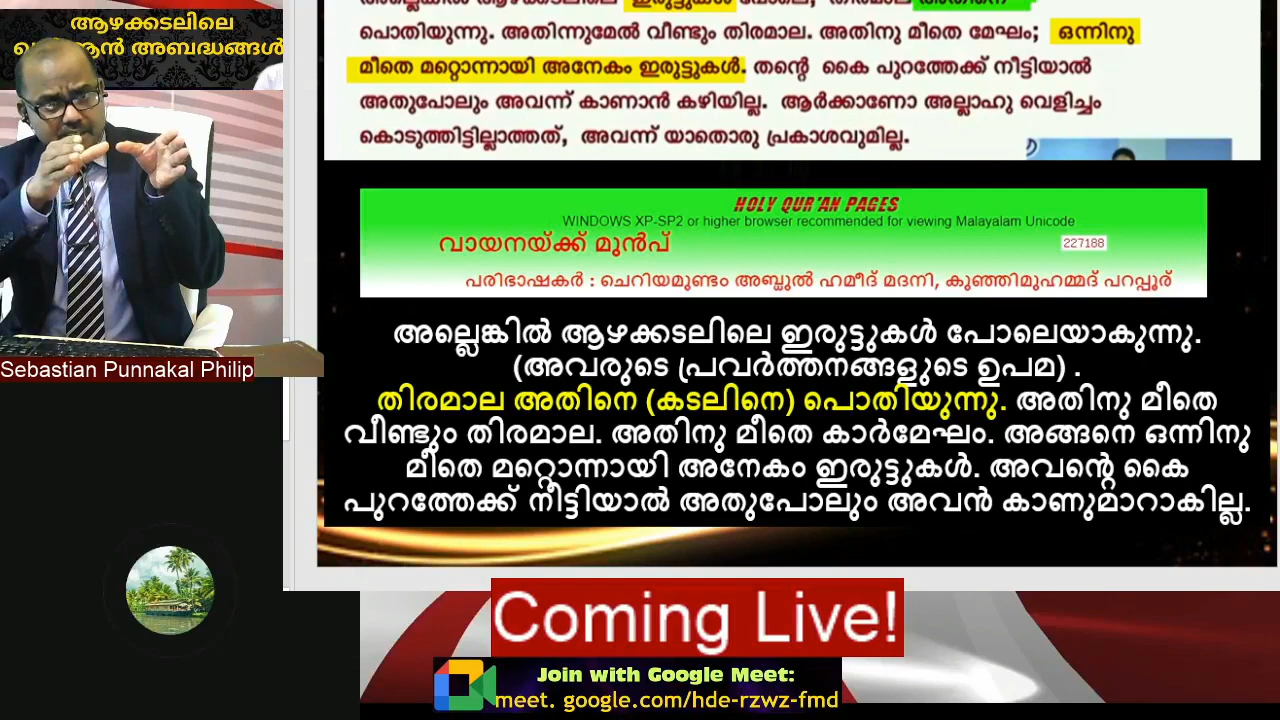 ആഴക്കടലിലെ
അബദ്ധങ്ങൾ
പൊതിയുന്നു. അതിന്നുമേൽ വീണ്ടും തിരമാല. അതിനു മീതെ മേഘം; ഒന്നിനു
മീതെ മറ്റൊന്നായി അനേകം ഇരുട്ടുകൾ. തന്റെ കൈ പുറത്തേക്ക് നീട്ടിയാൽ
അതുപോലും അവന്ന് കാണാൻ കഴിയില്ല. ആർക്കാണോ അല്ലാഹു വെളിച്ചം
കൊടുത്തിട്ടില്ലാത്തത്, അവന്ന് യാതൊരു പ്രകാശവുമില്ല.
HOLY QUR'AN PAGES
WINDOWS XP-SP2 or higher browser recommended for viewing Malayalam Unicode
വായനയ്ക്ക് മുൻപ്
227188
പരിഭാഷകർ : ചെറിയമുണ്ടം അബ്ദുൽ ഹമീദ് മദനി, കുഞ്ഞിമുഹമ്മദ് പറപ്പൂര്
അല്ലെങ്കിൽ ആഴക്കടലിലെ ഇരുട്ടുകൾ പോലെയാകുന്നു.
(അവരുടെ പ്രവർത്തനങ്ങളുടെ ഉപമ) .
തിരമാല അതിനെ (കടലിനെ) പൊതിയുന്നു. അതിനു മീതെ
വീണ്ടും തിരമാല. അതിനു മീതെ കാർമേഘം. അങ്ങനെ ഒന്നിനു
മീതെ മറ്റൊന്നായി അനേകം ഇരുട്ടുകൾ. അവന്റെ കൈ
പുറത്തേക്ക് നീട്ടിയാൽ അതുപോലും അവൻ കാണുമാറാകില്ല.
Sebastian Punnakal Philip
Coming Live!
Join with Google Meet:
meet. google.com/hde-rzwz-fmd